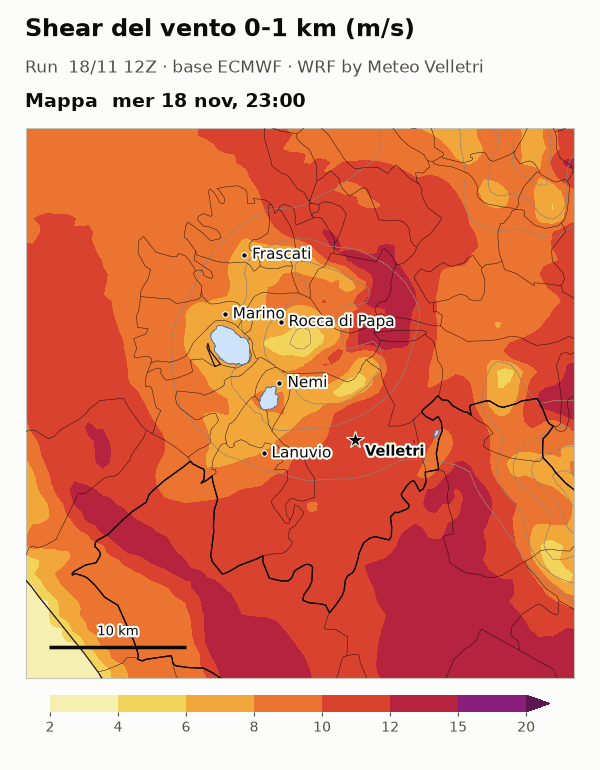 Shear del vento 0-1 km (m/s)
Run  18/11 12Z · base ECMWF · WRF by Meteo Velletri
Mappa  mer 18 nov, 23:00
Frascati
Marino
Rocca di Papa
Nemi
Velletri
Lanuvio
10 km
2 4 6 8 10 12 15 20